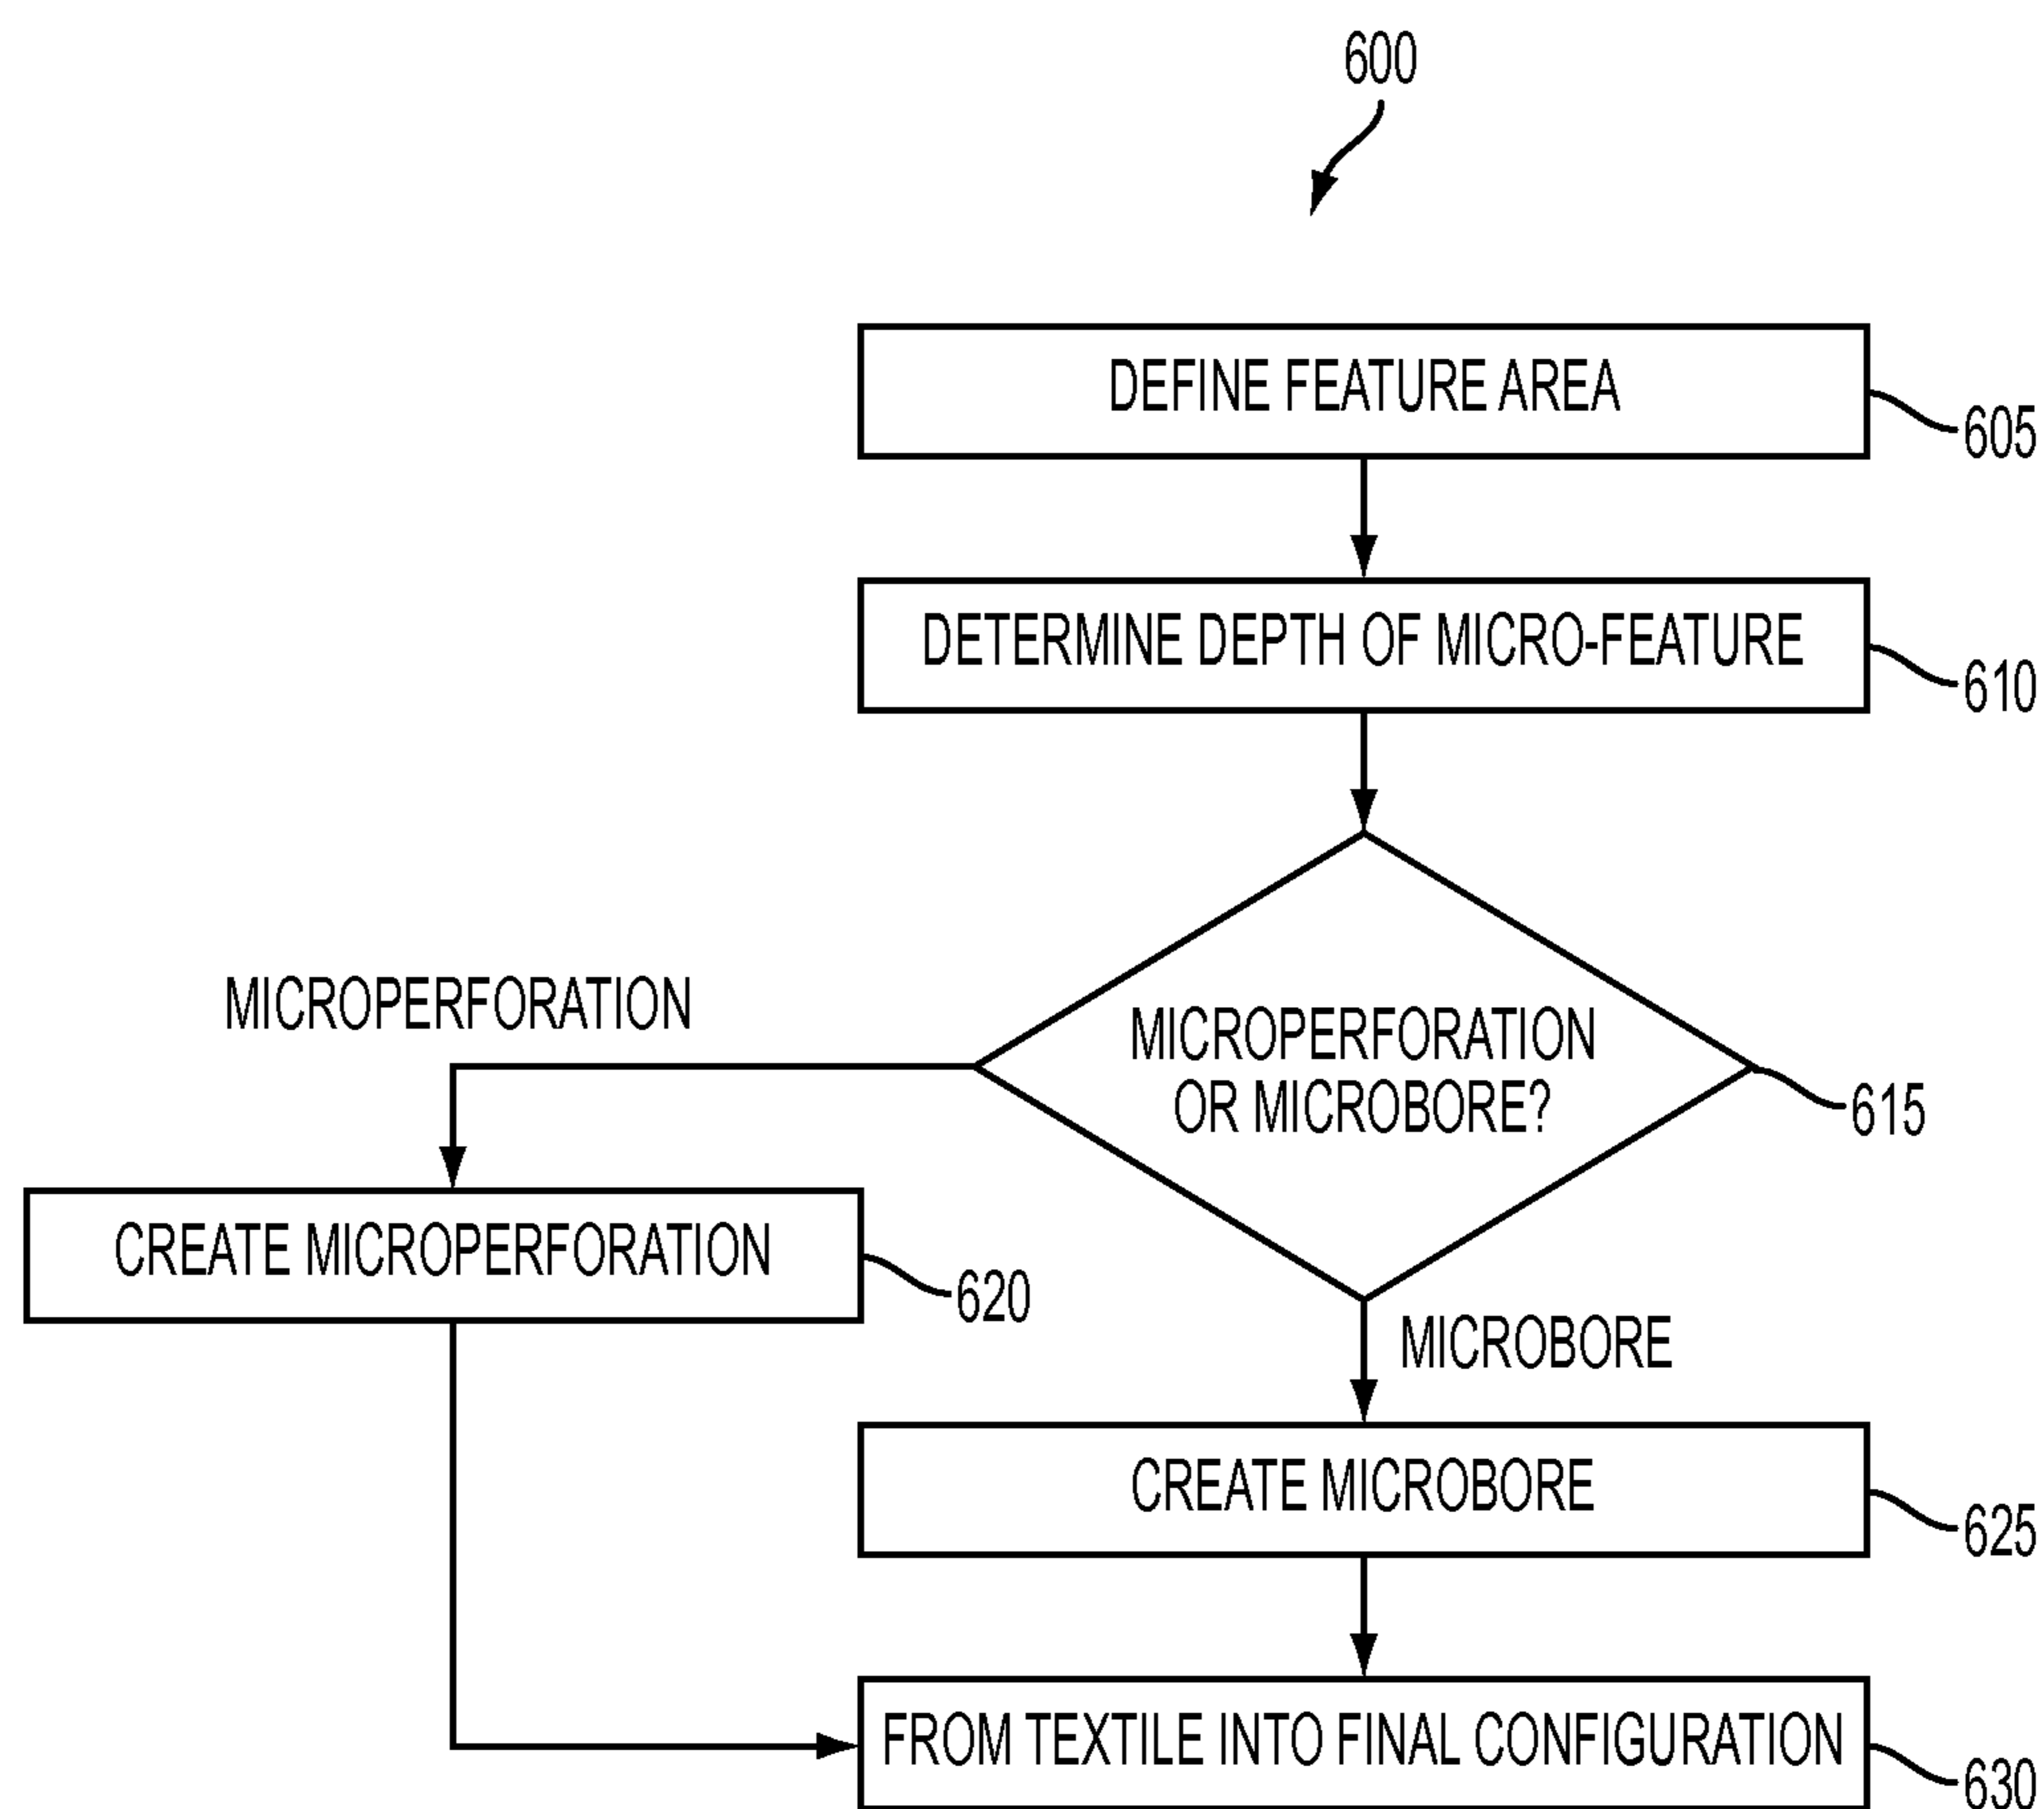 600
DEFINE FEATURE AREA
605
DETERMINE DEPTH OF MICRO-FEATURE
610
MICROPERFORATION
MICROPERFORATION
OR MICROBORE?
615
CREATE MICROPERFORATION
620
MICROBORE
CREATE MICROBORE
625
FROM TEXTILE INTO FINAL CONFIGURATION
630